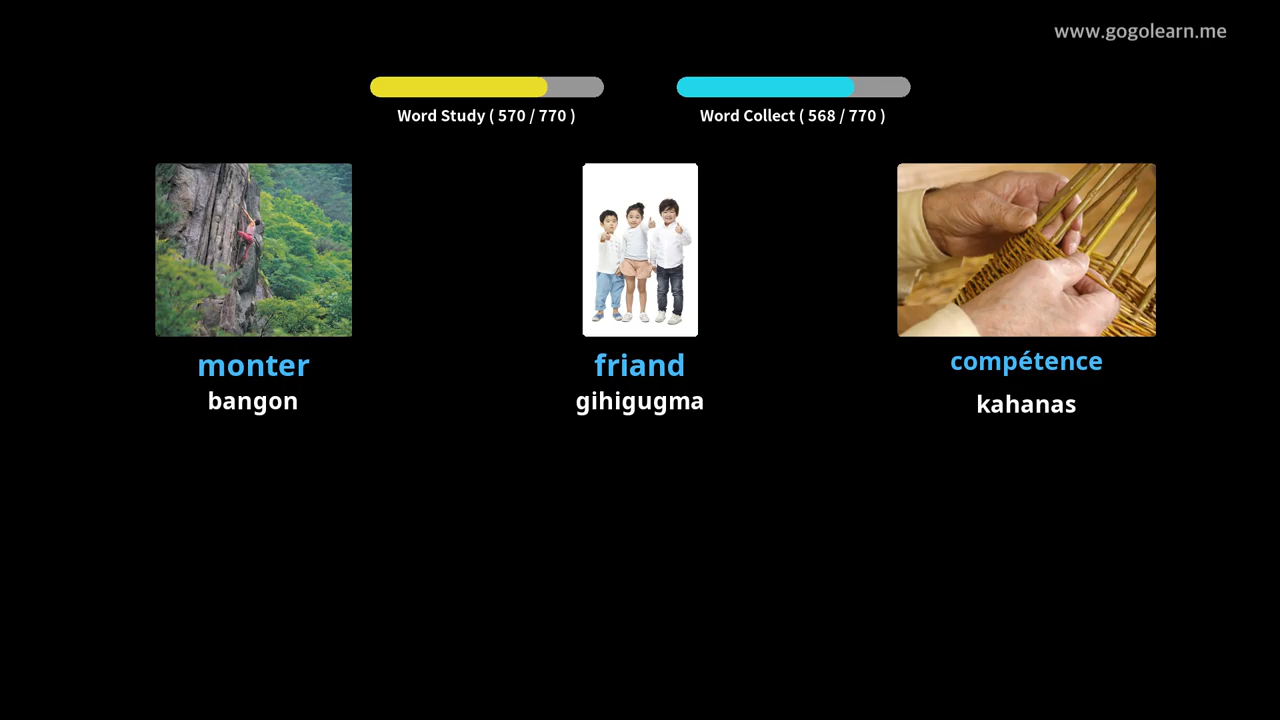 www.gogolearn.me
Word Study ( 570 / 770 )
Word Collect ( 568 / 770 )
monter
bangon
friand
gihigugma
compétence
kahanas